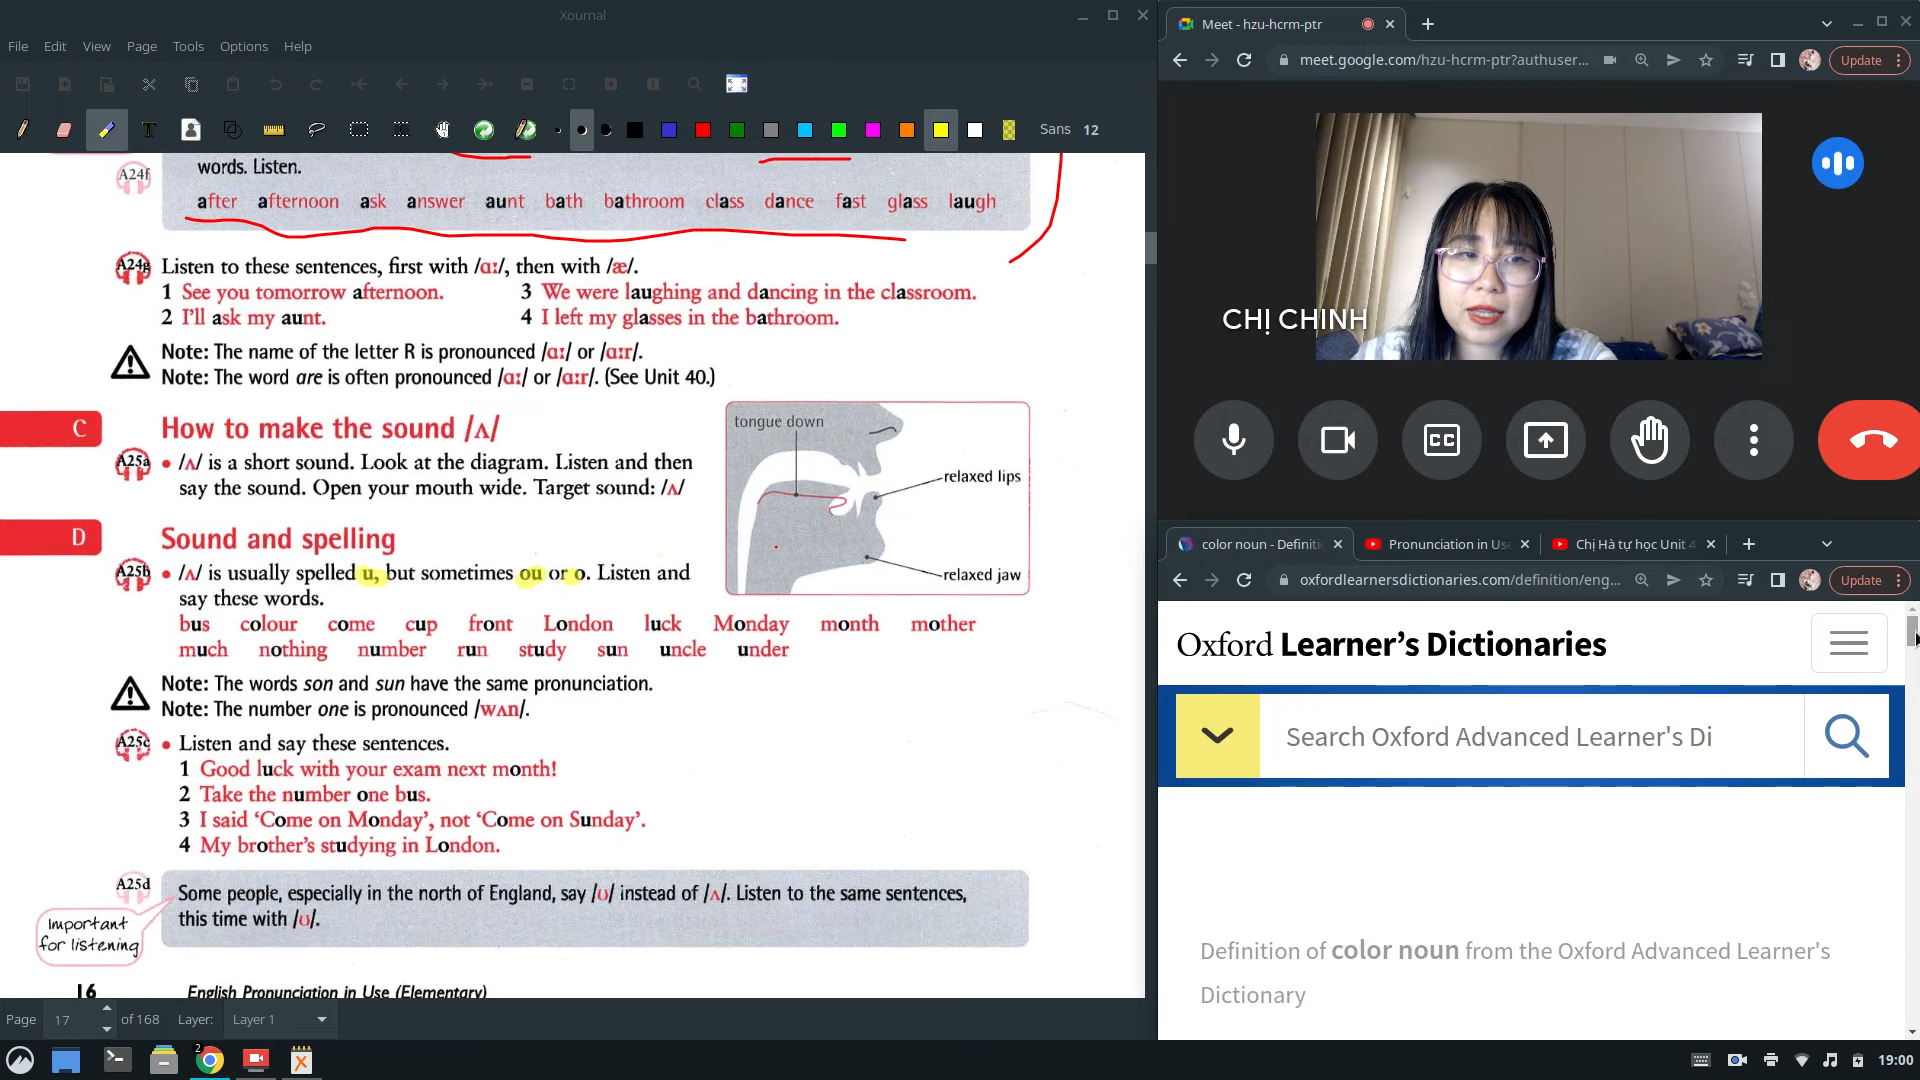 Xournal
File Edit View Page Tools Options Help
Sans 12
words. Listen.
A24f
after afternoon ask answer aunt bath bathroom class dance fast glass laugh
A24g Listen to these sentences, first with /ɑː/, then with /æ/.
1 See you tomorrow afternoon. 3 We were laughing and dancing in the classroom.
2 I'll ask my aunt. 4 I left my glasses in the bathroom.
Note: The name of the letter R is pronounced /ɑː/ or /ɑːr/.
Note: The word are is often pronounced /ɑː/ or /ɑːr/. (See Unit 40.)
C How to make the sound /ʌ/
A25a • /ʌ/ is a short sound. Look at the diagram. Listen and then
say the sound. Open your mouth wide. Target sound: /ʌ/
tongue down
relaxed lips
relaxed jaw
D Sound and spelling
A25b • /ʌ/ is usually spelled u, but sometimes ou or o. Listen and
say these words.
bus colour come cup front London luck Monday month mother
much nothing number run study sun uncle under
Note: The words son and sun have the same pronunciation.
Note: The number one is pronounced /wʌn/.
A25c • Listen and say these sentences.
1 Good luck with your exam next month!
2 Take the number one bus.
3 I said ‘Come on Monday’, not ‘Come on Sunday’.
4 My brother's studying in London.
A25d
Some people, especially in the north of England, say /ʊ/ instead of /ʌ/. Listen to the same sentences,
this time with /ʊ/.
Important
for listening
16 English Pronunciation in Use (Elementary)
Page 17 of 168 Layer: Layer 1
Meet - hzu-hcrm-ptr
meet.google.com/hzu-hcrm-ptr?authuser...
Update
CHỊ CHINH
CC
color noun - Definiti
Pronunciation in Us
Chị Hà tự học Unit 4
oxfordlearnersdictionaries.com/definition/eng...
Update
Oxford Learner's Dictionaries
Search Oxford Advanced Learner's Di
Definition of color noun from the Oxford Advanced Learner's
Dictionary
2
19:00